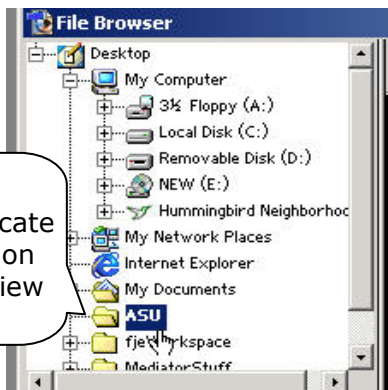 File Browser
Desktop
My Computer
3½ Floppy (A:)
Local Disk (C:)
Removable Disk (D:)
NEW (E:)
Hummingbird Neighborhoo
cate
My Network Places
on
Internet Explorer
iew
My Documents
ASU
MediatorStuff